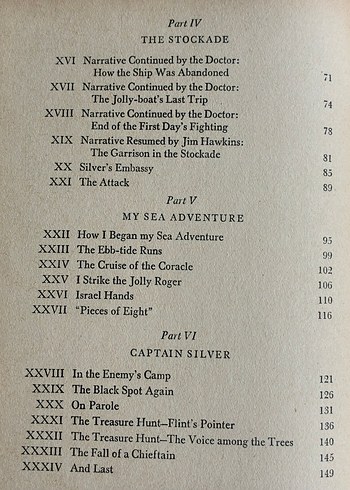 Part IV
THE STOCKADE
XVI Narrative Continued by the Doctor:
How the Ship Was Abandoned 71
XVII Narrative Continued by the Doctor:
The Jolly-boat's Last Trip 74
XVIII Narrative Continued by the Doctor:
End of the First Day's Fighting 78
XIX Narrative Resumed by Jim Hawkins:
The Garrison in the Stockade 81
XX Silver's Embassy 85
XXI The Attack 89
Part V
MY SEA ADVENTURE
XXII How I Began my Sea Adventure 95
XXIII The Ebb-tide Runs 99
XXIV The Cruise of the Coracle 102
XXV I Strike the Jolly Roger 106
XXVI Israel Hands 110
XXVII "Pieces of Eight" 116
Part VI
CAPTAIN SILVER
XXVIII In the Enemy's Camp 121
XXIX The Black Spot Again 126
XXX On Parole 131
XXXI The Treasure Hunt—Flint's Pointer 136
XXXII The Treasure Hunt—The Voice among the Trees 140
XXXIII The Fall of a Chieftain 145
XXXIV And Last 149